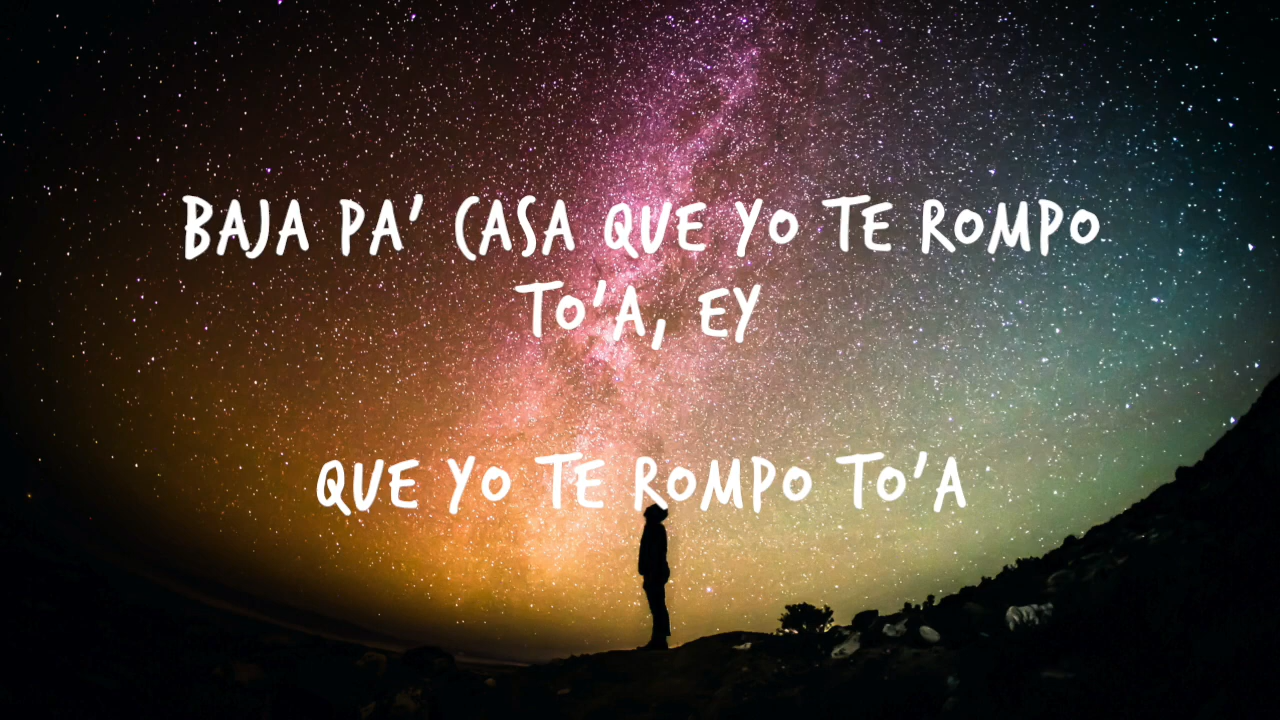 BAJA PA' CASA QUE YO TE ROMPO
TO'A, EY
QUE YO TE ROMPO TO'A